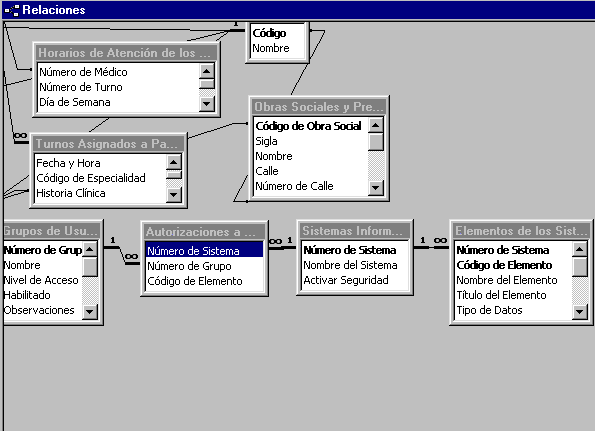 Relaciones
1
Código
Nombre
Horarios de Atención de los ...
Número de Médico
Número de Turno
Día de Semana
Obras Sociales y Pre...
Código de Obra Social
Sigla
Nombre
Calle
Número de Calle
∞
Turnos Asignados a Pa...
Fecha y Hora
Código de Especialidad
Historia Clínica
Grupos de Usu...
Número de Grup
Nombre
Nivel de Acceso
Habilitado
Observaciones
1
∞
Autorizaciones a ...
Número de Sistema
Número de Grupo
Código de Elemento
∞ 1
Sistemas Inform...
Número de Sistema
Nombre del Sistema
Activar Seguridad
1 ∞
Elementos de los Sist...
Número de Sistema
Código de Elemento
Nombre del Elemento
Título del Elemento
Tipo de Datos